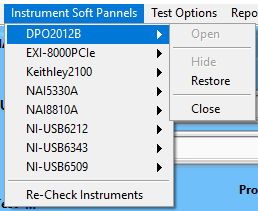 Instrument Soft Pannels Test Options Repo
DPO2012B Open
EXI-8000PCIe
Keithley2100 Hide
NAI5330A Restore
NAI8810A
NI-USB6212 Close
NI-USB6343
NI-USB6509
Re-Check Instruments
Pro